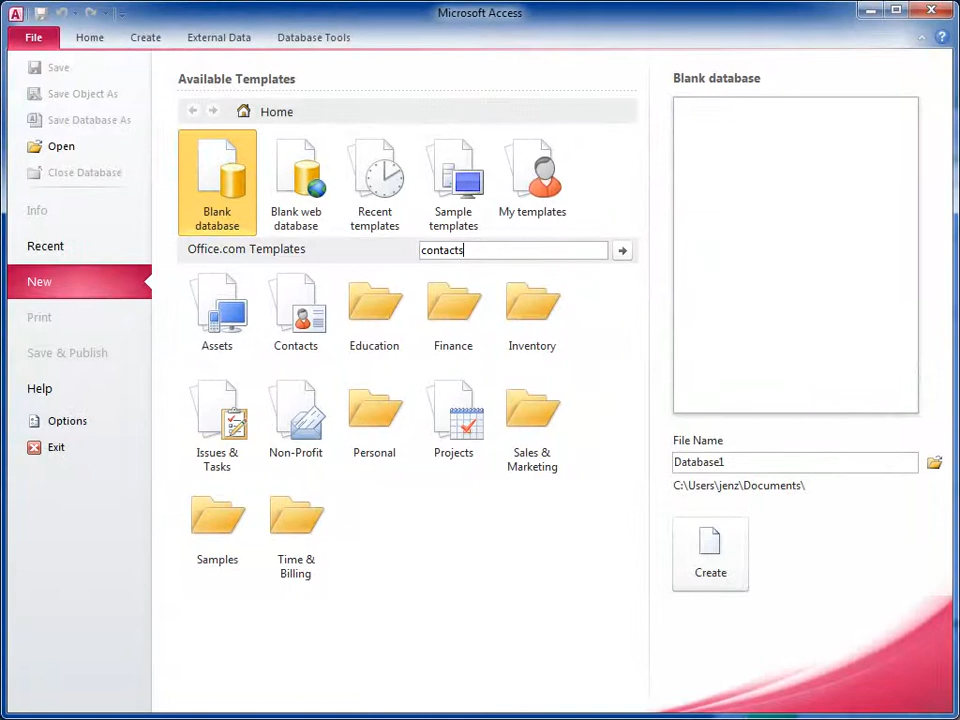 Microsoft Access
File
Home
Create
External Data
Database Tools
Save
Save Object As
Save Database As
Open
Close Database
Info
Recent
New
Print
Save & Publish
Help
Options
Exit
Available Templates
Home
Blank
database
Blank web
database
Recent
templates
Sample
templates
My templates
Office.com Templates
contacts
Assets
Contacts
Education
Finance
Inventory
Issues &
Tasks
Non-Profit
Personal
Projects
Sales &
Marketing
Samples
Time &
Billing
Blank database
File Name
Database1
C:\Users\jenz\Documents\
Create